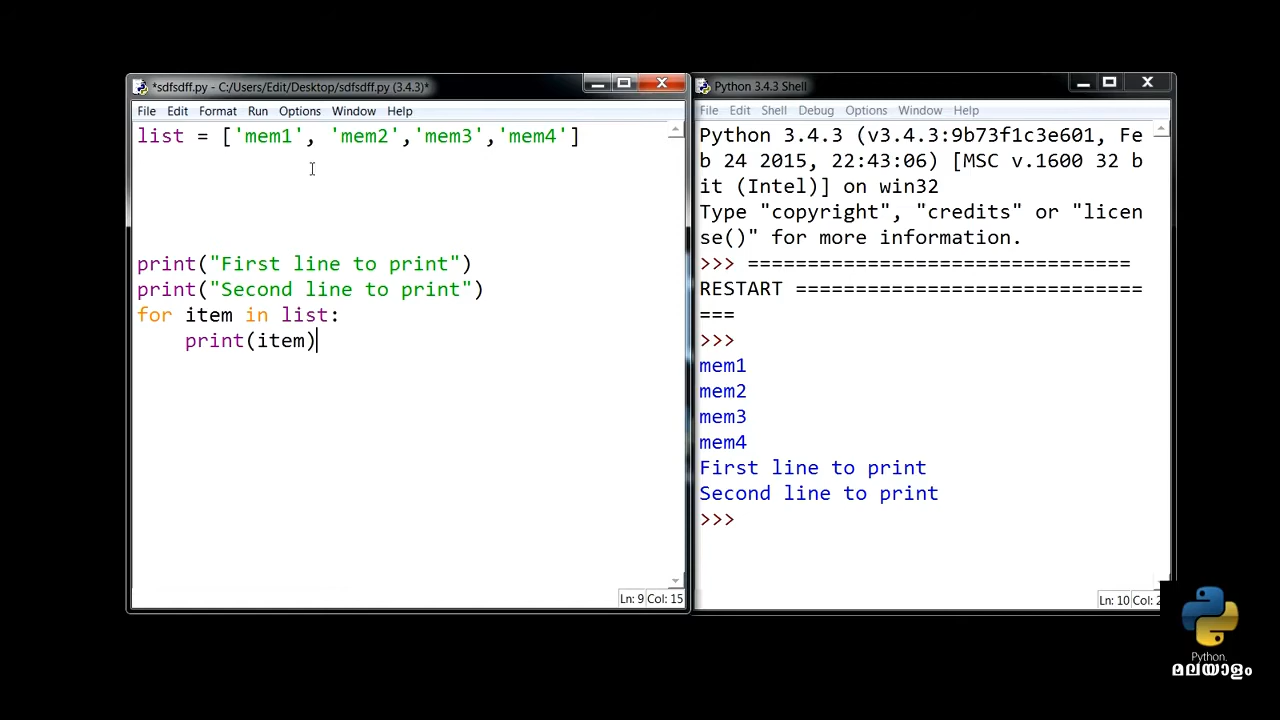 *sdfsdff.py - C:/Users/Edit/Desktop/sdfsdff.py (3.4.3)*
File Edit Format Run Options Window Help
list = ['mem1', 'mem2','mem3','mem4']
print("First line to print")
print("Second line to print")
for item in list:
    print(item)
Ln: 9 Col: 15
Python 3.4.3 Shell
File Edit Shell Debug Options Window Help
Python 3.4.3 (v3.4.3:9b73f1c3e601, Fe
b 24 2015, 22:43:06) [MSC v.1600 32 b
it (Intel)] on win32
Type "copyright", "credits" or "licen
se()" for more information.
>>> ================================
RESTART =============================
===
>>>
mem1
mem2
mem3
mem4
First line to print
Second line to print
>>>
Ln: 10 Col:
Python.
മലയാളം